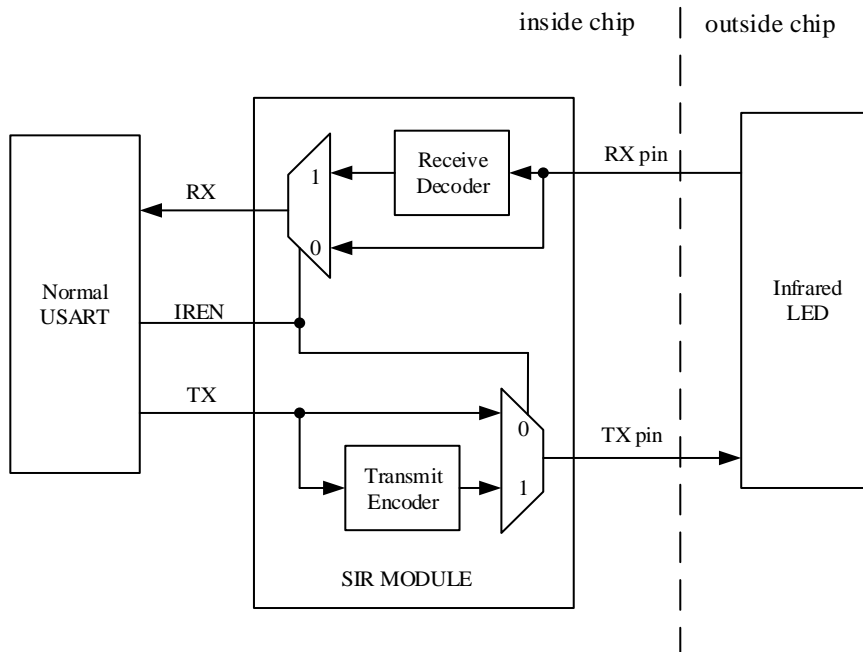 inside chip
outside chip
1
Receive
Decoder
RX pin
RX
0
Normal
USART
IREN
Infrared
LED
TX
0
TX pin
Transmit
Encoder
1
SIR MODULE